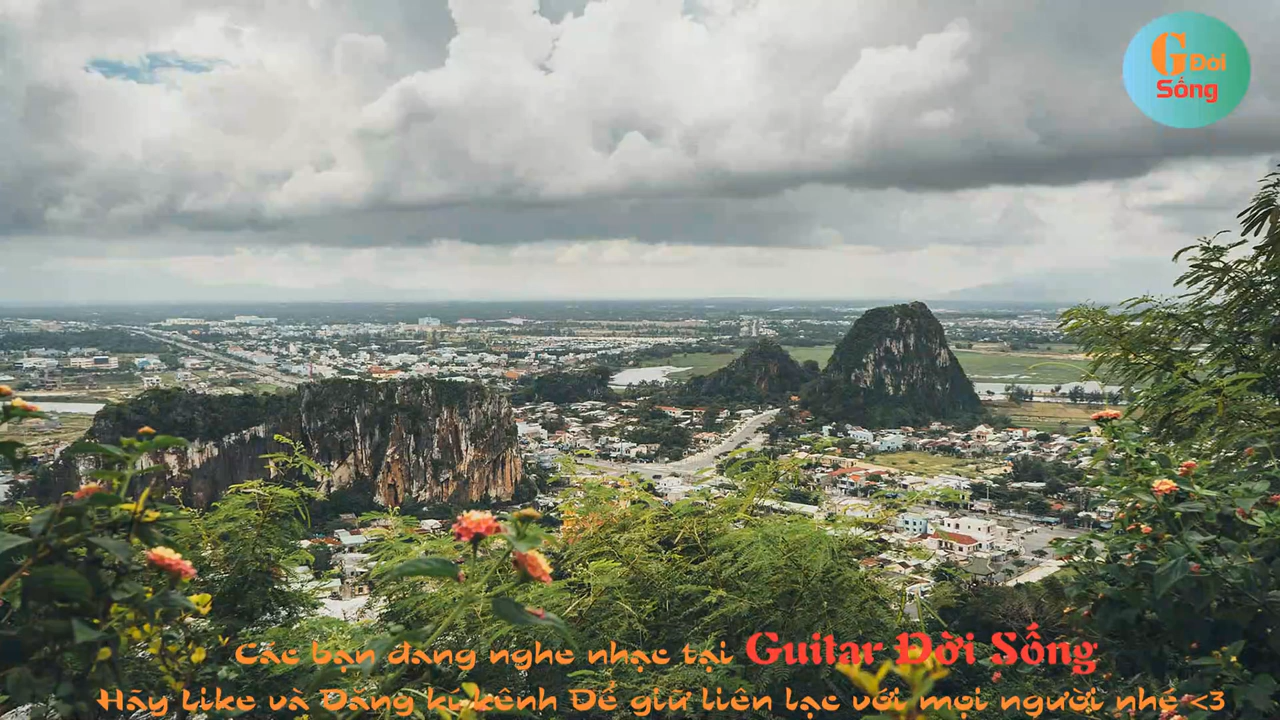 G Đời
Sống
Các bạn đang nghe nhạc tại Guitar Đời Sống
Hãy Like và Đăng kí kênh Để giữ liên lạc với mọi người nhé <3